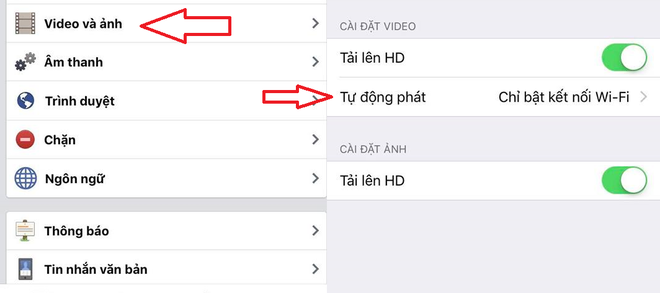 Video và ảnh
Âm thanh
Trình duyệt
Chặn
Ngôn ngữ
Thông báo
Tin nhắn văn bản
CÀI ĐẶT VIDEO
Tải lên HD
Tự động phát Chỉ bật kết nối Wi-Fi
CÀI ĐẶT ẢNH
Tải lên HD